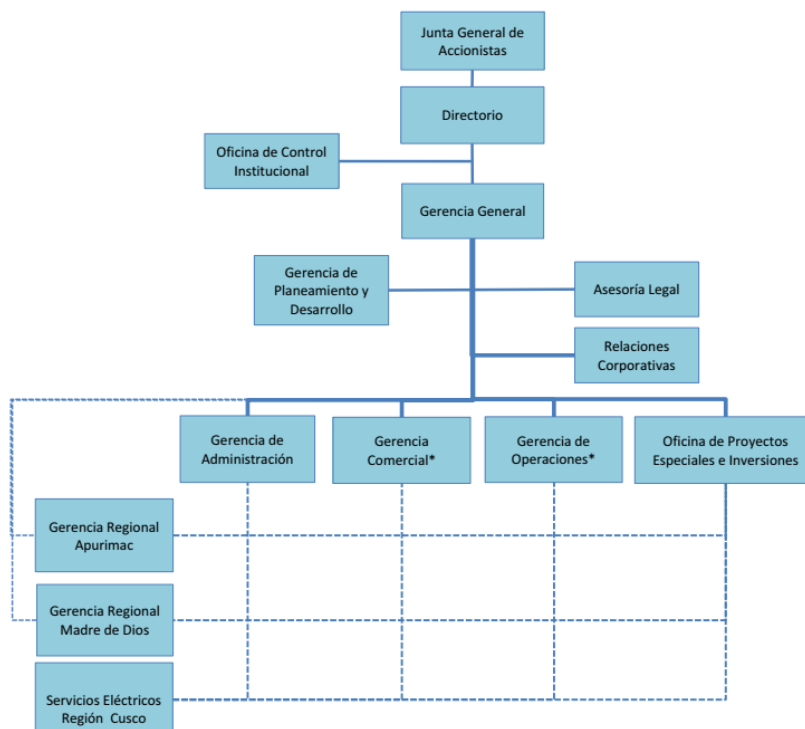 Junta General de
Accionistas
Directorio
Oficina de Control
Institucional
Gerencia General
Gerencia de
Planeamiento y
Desarrollo
Asesoría Legal
Relaciones
Corporativas
Gerencia de
Administración
Gerencia
Comercial*
Gerencia de
Operaciones*
Oficina de Proyectos
Especiales e Inversiones
Gerencia Regional
Apurimac
Gerencia Regional
Madre de Dios
Servicios Eléctricos
Región Cusco